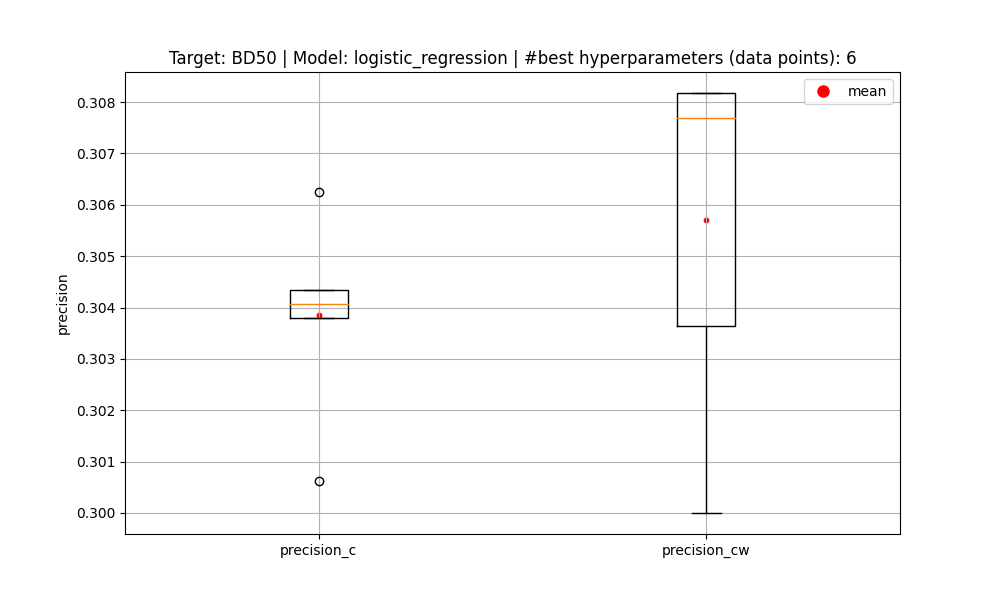 Target: BD50 | Model: logistic_regression | #best hyperparameters (data points): 6
mean
0.308
0.307
0.306
0.305
0.304
0.303
0.302
0.301
0.300
precision
precision_c
precision_cw